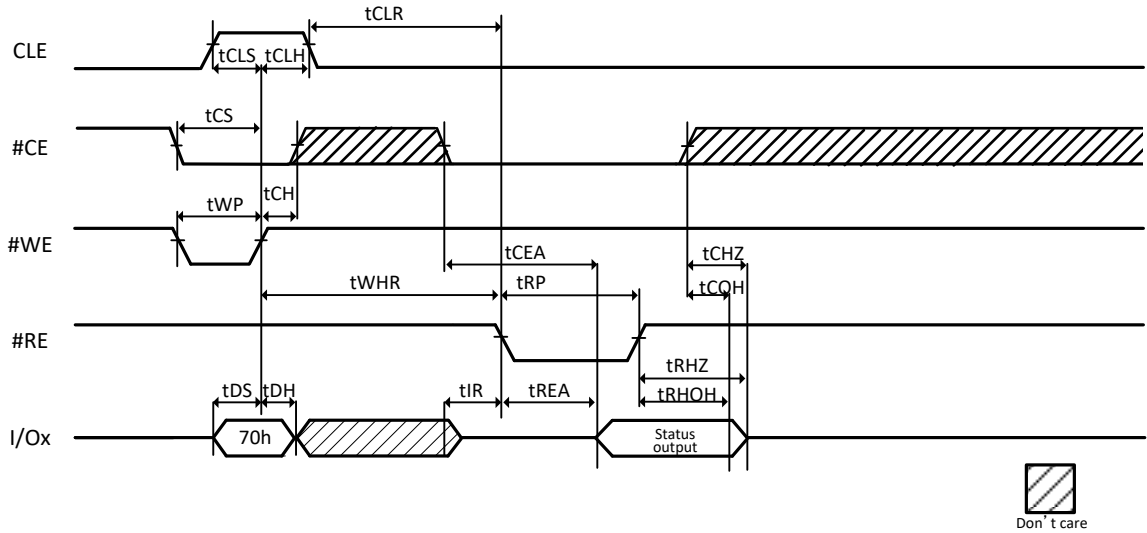 tCLR
CLE
tCLS
tCLH
tCS
#CE
tCH
tWP
#WE
tCEA
tCHZ
tWHR
tRP
tCOH
#RE
tRHZ
tDS
tDH
tIR
tREA
tRHOH
I/Ox
70h
Status
output
Don't care